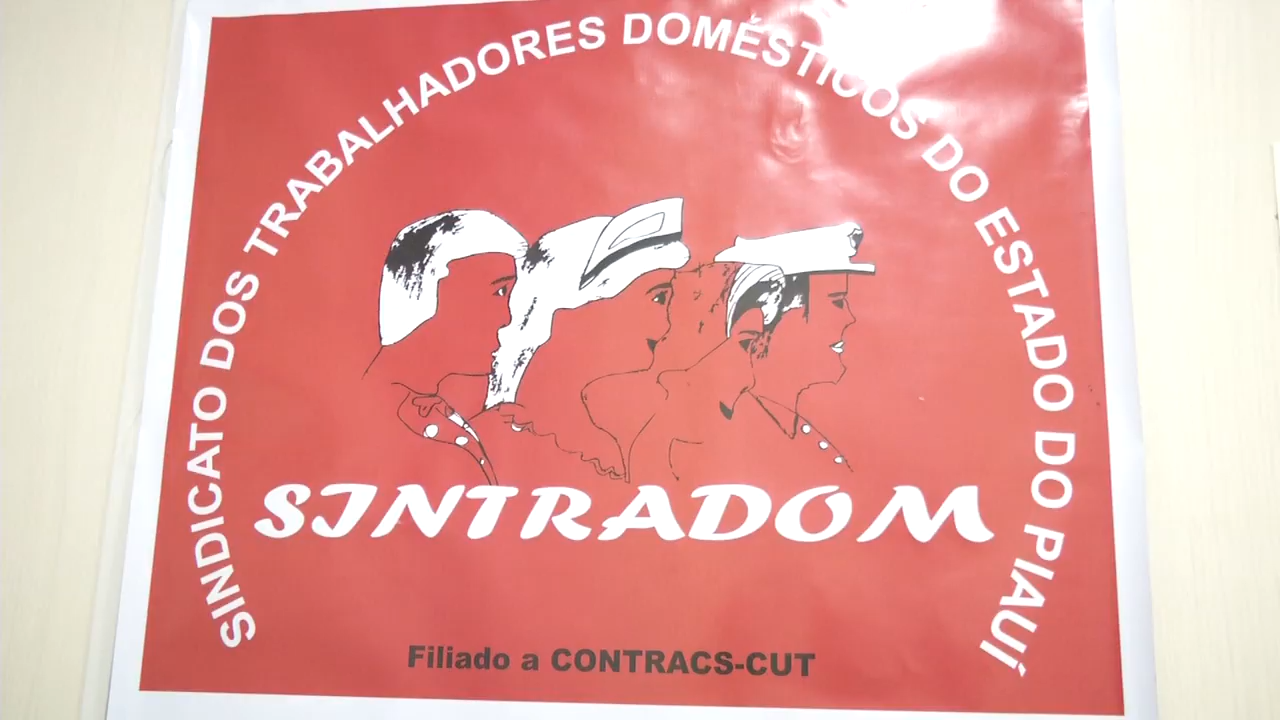 SINDICATO DOS TRABALHADORES DOMÉSTICOS DO ESTADO DO PIAUÍ
SINTRADOM
Filiado a CONTRACS-CUT